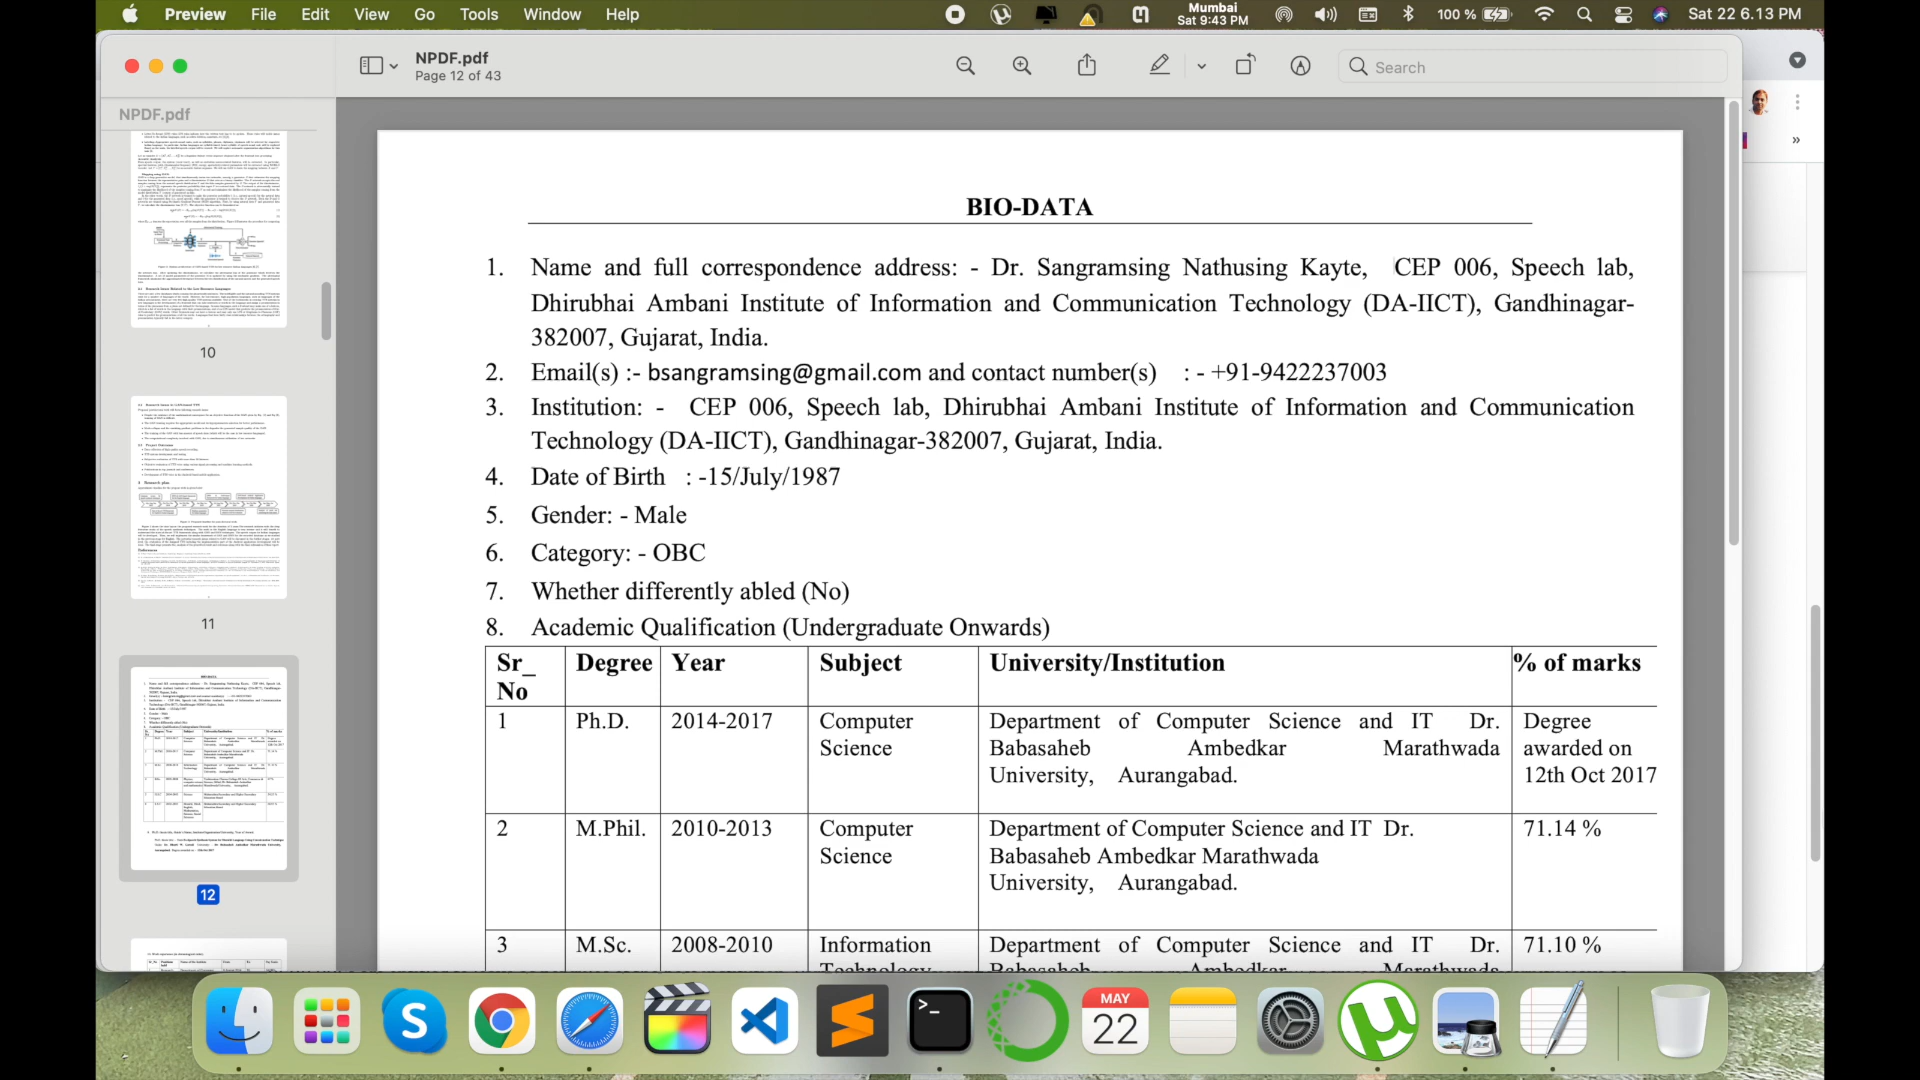 Preview File Edit View Go Tools Window Help
Mumbai
Sat 9:43 PM
100 %
Sat 22 6.13 PM
NPDF.pdf
Page 12 of 43
Search
NPDF.pdf
10
11
12
BIO-DATA
1. Name and full correspondence address: - Dr. Sangramsing Nathusing Kayte, CEP 006, Speech lab,
Dhirubhai Ambani Institute of Information and Communication Technology (DA-IICT), Gandhinagar-
382007, Gujarat, India.
2. Email(s) :- bsangramsing@gmail.com and contact number(s) : - +91-9422237003
3. Institution: - CEP 006, Speech lab, Dhirubhai Ambani Institute of Information and Communication
Technology (DA-IICT), Gandhinagar-382007, Gujarat, India.
4. Date of Birth : -15/July/1987
5. Gender: - Male
6. Category: - OBC
7. Whether differently abled (No)
8. Academic Qualification (Undergraduate Onwards)
Sr_ Degree Year Subject University/Institution % of marks
No
1 Ph.D. 2014-2017 Computer Department of Computer Science and IT Dr. Degree
Science Babasaheb Ambedkar Marathwada awarded on
University, Aurangabad. 12th Oct 2017
2 M.Phil. 2010-2013 Computer Department of Computer Science and IT Dr. 71.14 %
Science Babasaheb Ambedkar Marathwada
University, Aurangabad.
3 M.Sc. 2008-2010 Information Department of Computer Science and IT Dr. 71.10 %
Technology Babasaheb Ambedkar Marathwada
MAY
22